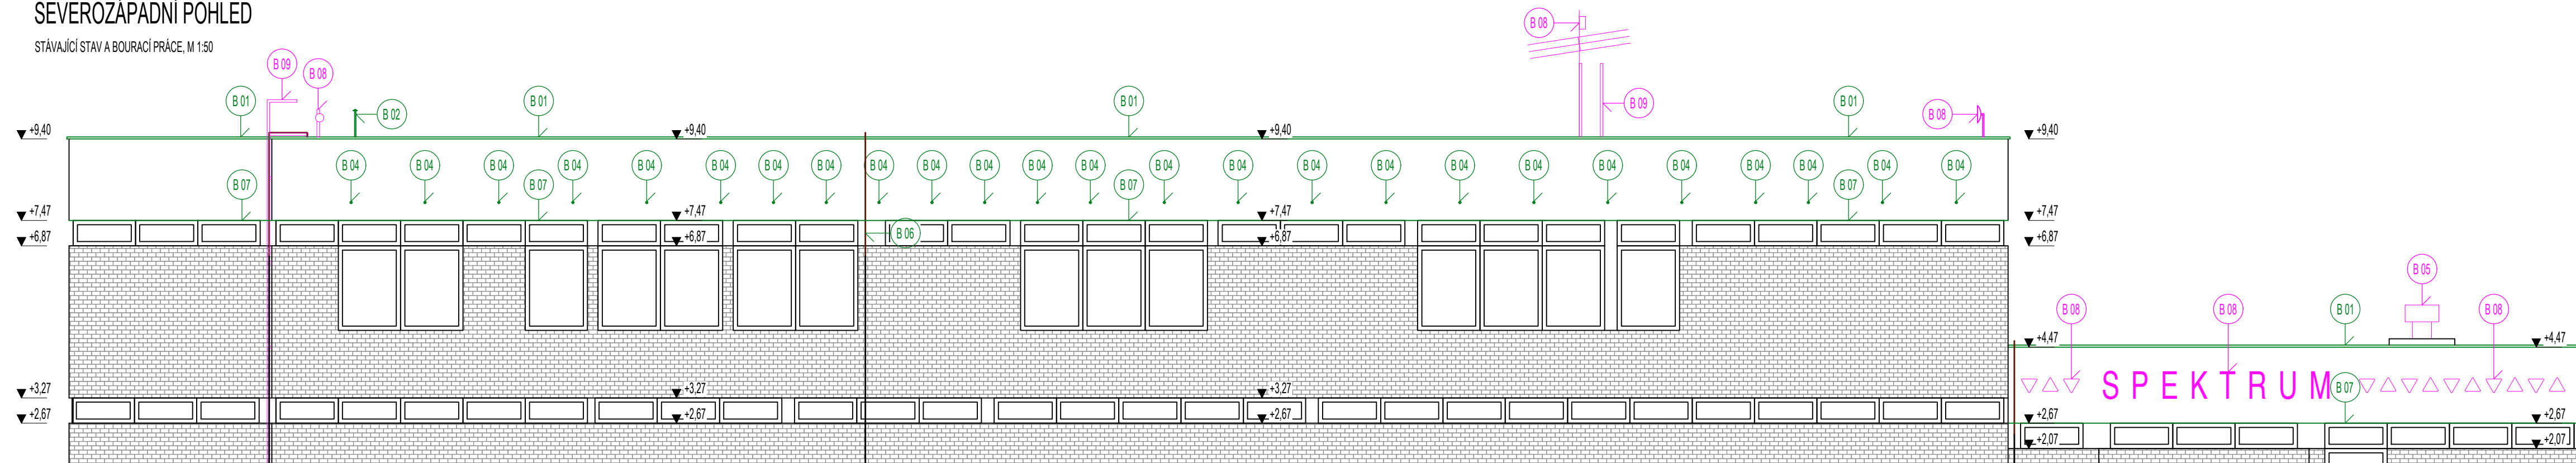 SEVEROZÁPADNÍ POHLED
STÁVAJÍCÍ STAV A BOURACÍ PRÁCE, M 1:50
B 08
B 09 B 08
B 01 B 02 B 01 B 01 B 09 B 01 B 08
+9,40 +9,40 +9,40 +9,40
B 04 B 04 B 04 B 04 B 04 B 04 B 04 B 04 B 04 B 04 B 04 B 04 B 04 B 04 B 04 B 04 B 04 B 04 B 04 B 04 B 04 B 04 B 04 B 04 B 04
B 07 B 07 B 07 B 07
+7,47 +7,47 +7,47 +7,47
B 06
+6,87 +6,87 +6,87 +6,87
B 05
B 08 B 08 B 01 B 08
+4,47 +4,47
+3,27 +3,27 +3,27
SPEKTRUM B 07
+2,67 +2,67 +2,67 +2,67 +2,67
+2,07 +2,07